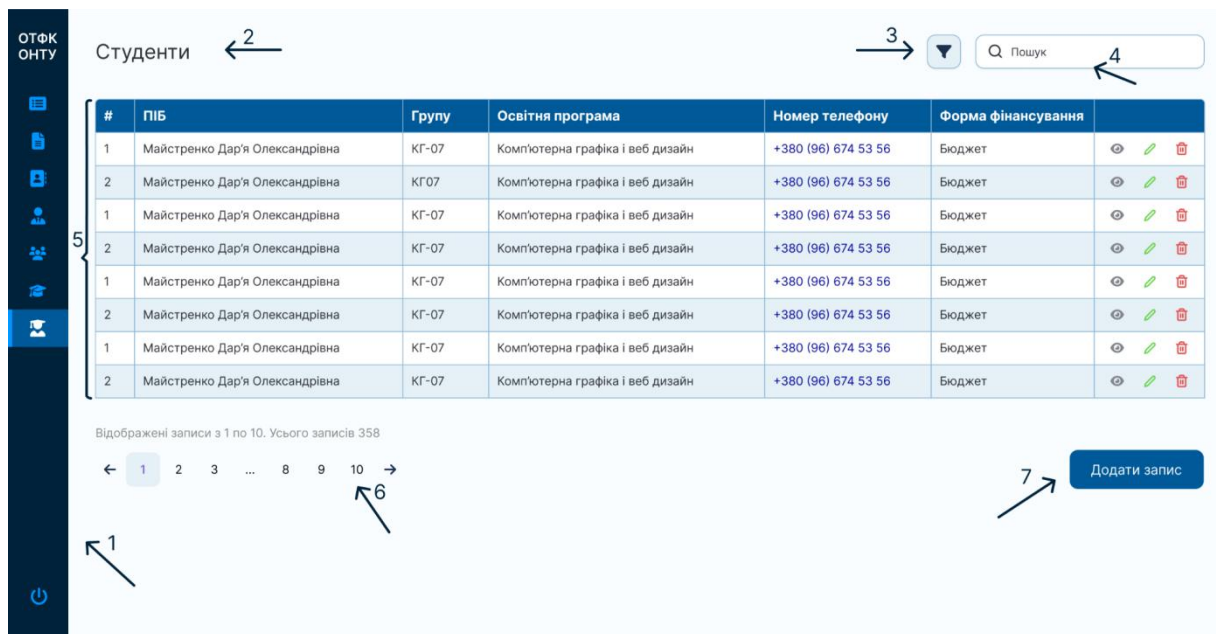 ОТФК
ОНТУ
Студенти
2
3
Пошук
4
# ПІБ Групу Освітня програма Номер телефону Форма фінансування
1 Майстренко Дар’я Олександрівна КГ-07 Комп’ютерна графіка і веб дизайн +380 (96) 674 53 56 Бюджет
2 Майстренко Дар’я Олександрівна КГ07 Комп’ютерна графіка і веб дизайн +380 (96) 674 53 56 Бюджет
1 Майстренко Дар’я Олександрівна КГ-07 Комп’ютерна графіка і веб дизайн +380 (96) 674 53 56 Бюджет
5
2 Майстренко Дар’я Олександрівна КГ-07 Комп’ютерна графіка і веб дизайн +380 (96) 674 53 56 Бюджет
1 Майстренко Дар’я Олександрівна КГ-07 Комп’ютерна графіка і веб дизайн +380 (96) 674 53 56 Бюджет
2 Майстренко Дар’я Олександрівна КГ-07 Комп’ютерна графіка і веб дизайн +380 (96) 674 53 56 Бюджет
1 Майстренко Дар’я Олександрівна КГ-07 Комп’ютерна графіка і веб дизайн +380 (96) 674 53 56 Бюджет
2 Майстренко Дар’я Олександрівна КГ-07 Комп’ютерна графіка і веб дизайн +380 (96) 674 53 56 Бюджет
Відображені записи з 1 по 10. Усього записів 358
← 1 2 3 ... 8 9 10 →
6
7
Додати запис
1